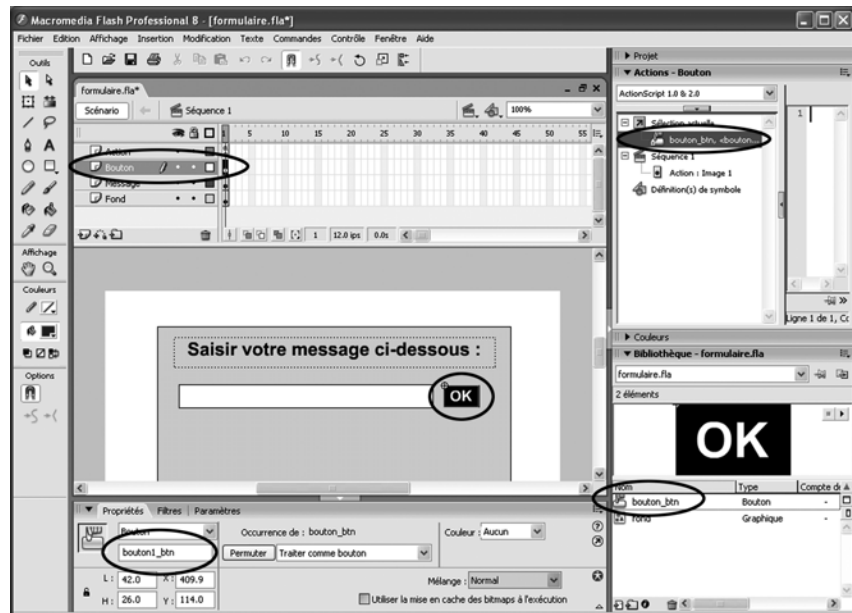 Macromedia Flash Professional 8 - [formulaire.fla*]
Fichier Edition Affichage Insertion Modification Texte Commandes Contrôle Fenêtre Aide
Outils
Affichage
Couleurs
Options
formulaire.fla*
Scénario Séquence 1 100%
1 5 10 15 20 25 30 35 40 45 50 55
Action
Bouton
Message
Fond
1 12.0 ips 0.0s
Saisir votre message ci-dessous :
OK
Propriétés Filtres Paramètres
Bouton Occurrence de : bouton_btn Couleur : Aucun
bouton1_btn Permuter Traiter comme bouton
L : 42.0 X : 409.9 Mélange : Normal
H : 26.0 Y : 114.0 Utiliser la mise en cache des bitmaps à l'exécution
Projet
Actions - Bouton
ActionScript 1.0 & 2.0
1
Sélection actuelle
bouton_btn, <bouton...
Séquence 1
Action : Image 1
Définition(s) de symbole
Ligne 1 de 1, Cc
Couleurs
Bibliothèque - formulaire.fla
formulaire.fla
2 éléments
OK
Nom Type Compte de
bouton_btn Bouton -
fond Graphique -